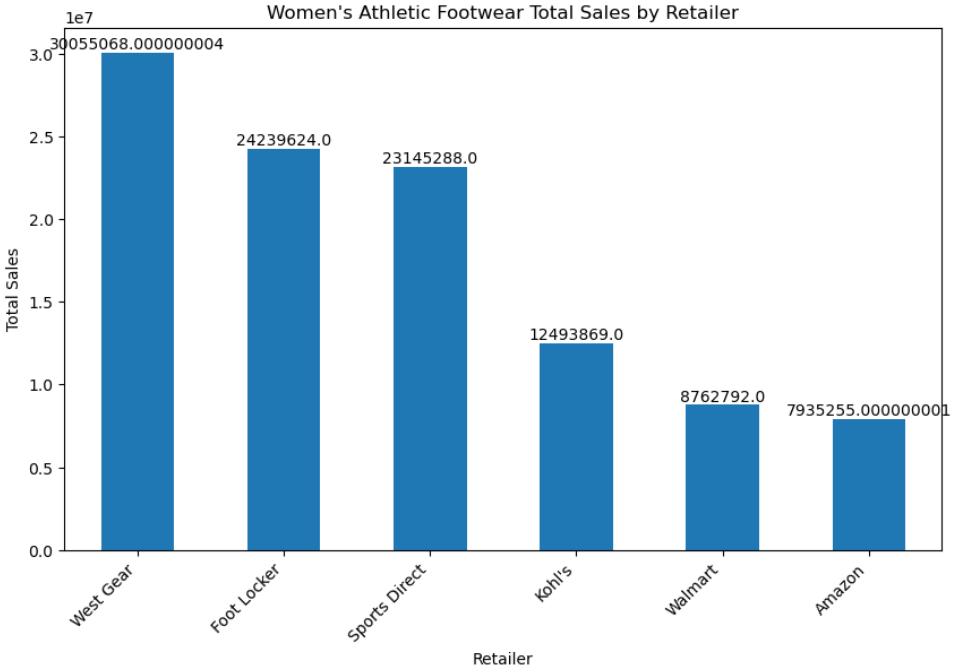 Women's Athletic Footwear Total Sales by Retailer
1e7
30055068.000000004
24239624.0
23145288.0
12493869.0
8762792.0
7935255.000000001
3.0
2.5
2.0
1.5
1.0
0.5
0.0
Total Sales
West Gear
Foot Locker
Sports Direct
Kohl's
Walmart
Amazon
Retailer